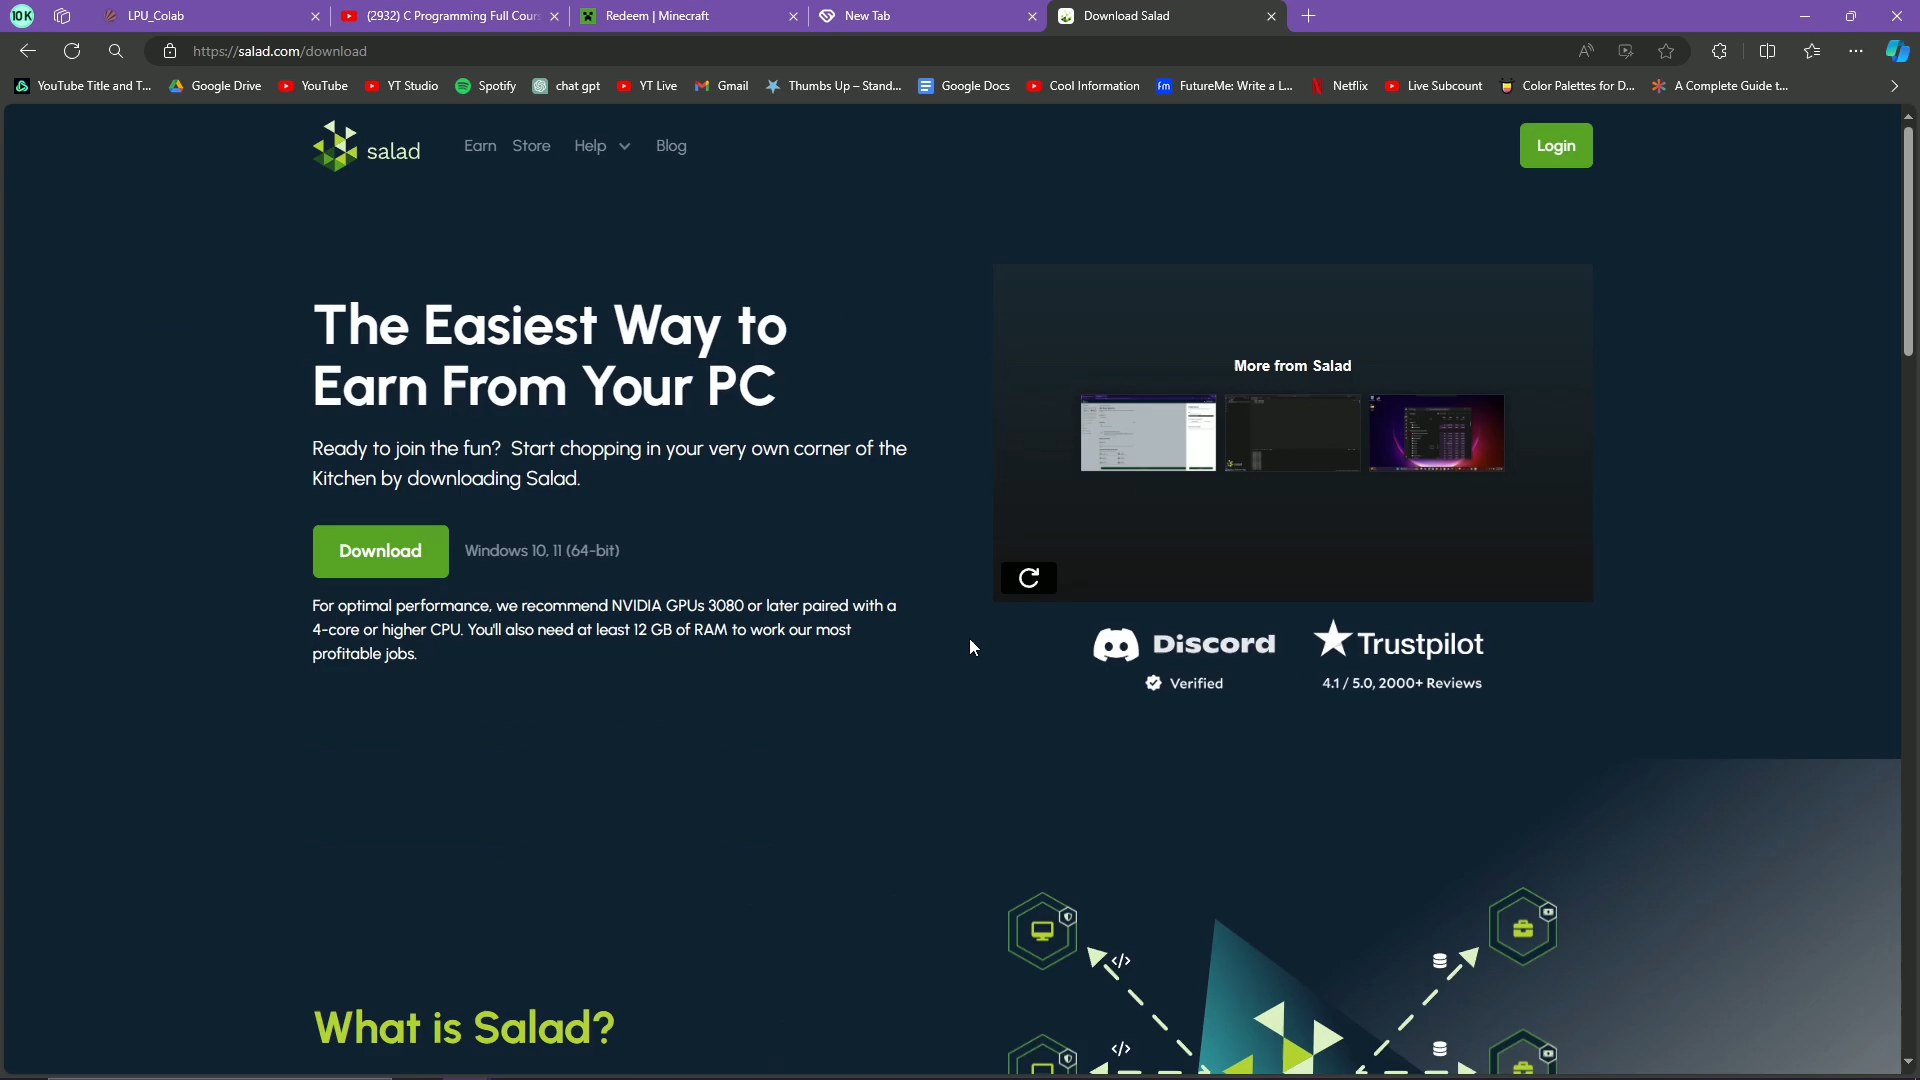 10K
LPU_Colab
(2932) C Programming Full Cour
Redeem | Minecraft
New Tab
Download Salad
https://salad.com/download
YouTube Title and T...
Google Drive
YouTube
YT Studio
Spotify
chat gpt
YT Live
Gmail
Thumbs Up – Stand...
Google Docs
Cool Information
FutureMe: Write a L...
Netflix
Live Subcount
Color Palettes for D...
A Complete Guide t...
salad
Earn
Store
Help
Blog
Login
The Easiest Way to
Earn From Your PC
Ready to join the fun? Start chopping in your very own corner of the
Kitchen by downloading Salad.
Download
Windows 10, 11 (64-bit)
For optimal performance, we recommend NVIDIA GPUs 3080 or later paired with a
4-core or higher CPU. You'll also need at least 12 GB of RAM to work our most
profitable jobs.
More from Salad
Discord
Verified
Trustpilot
4.1 / 5.0, 2000+ Reviews
What is Salad?